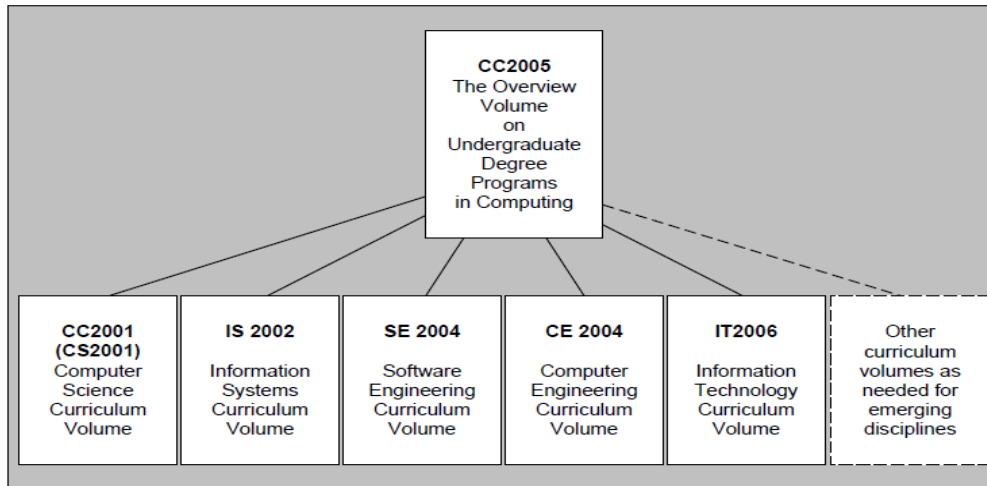 CC2005
The Overview
Volume
on
Undergraduate
Degree
Programs
in Computing
CC2001
(CS2001)
Computer
Science
Curriculum
Volume
IS 2002
Information
Systems
Curriculum
Volume
SE 2004
Software
Engineering
Curriculum
Volume
CE 2004
Computer
Engineering
Curriculum
Volume
IT2006
Information
Technology
Curriculum
Volume
Other
curriculum
volumes as
needed for
emerging
disciplines